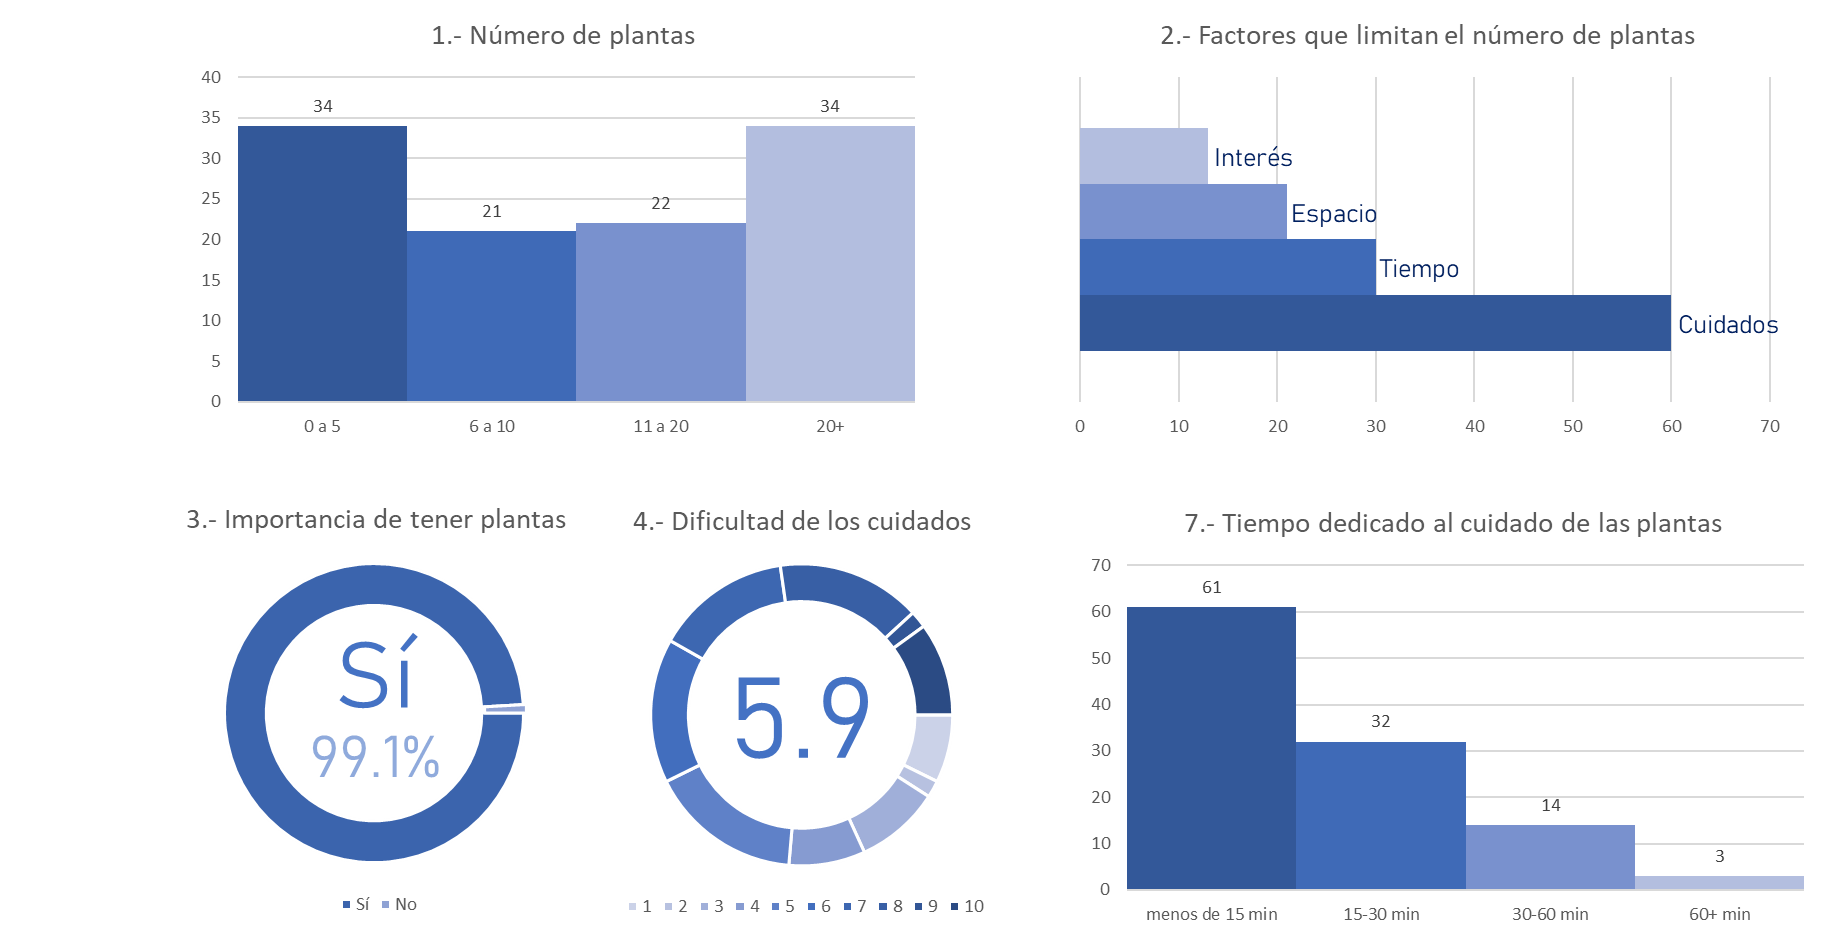 1.- Número de plantas
40
35
30
25
20
15
10
5
0
34
21
22
34
0 a 5
6 a 10
11 a 20
20+
2.- Factores que limitan el número de plantas
Interés
Espacio
Tiempo
Cuidados
0
10
20
30
40
50
60
70
3.- Importancia de tener plantas
Sí
99.1%
Sí
No
4.- Dificultad de los cuidados
5.9
1
2
3
4
5
6
7
8
9
10
7.- Tiempo dedicado al cuidado de las plantas
70
60
50
40
30
20
10
0
61
32
14
3
menos de 15 min
15-30 min
30-60 min
60+ min